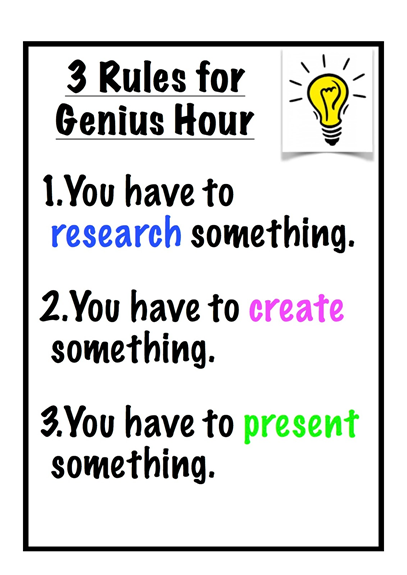 3 Rules for
Genius Hour
1.You have to
research something.
2.You have to create
something.
3.You have to present
something.